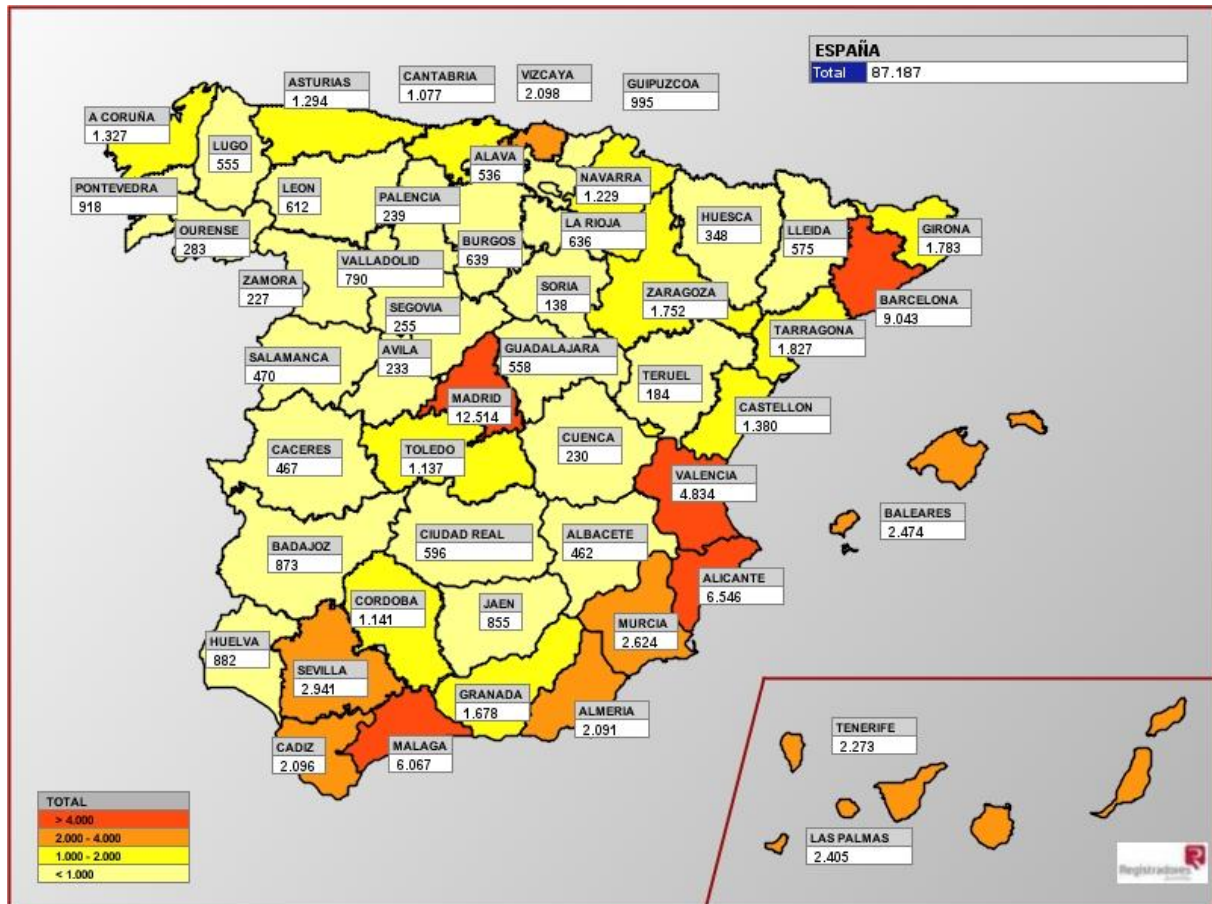 ESPAÑA
Total 87.187
ASTURIAS
1.294
CANTABRIA
1.077
VIZCAYA
2.098
GUIPUZCOA
995
A CORUÑA
1.327
LUGO
555
ALAVA
536
NAVARRA
1.229
PONTEVEDRA
918
LEON
612
PALENCIA
239
OURENSE
283
BURGOS
639
LA RIOJA
636
HUESCA
348
LLEIDA
575
GIRONA
1.783
ZAMORA
227
VALLADOLID
790
SORIA
138
ZARAGOZA
1.752
BARCELONA
9.043
SEGOVIA
255
TARRAGONA
1.827
SALAMANCA
470
AVILA
233
GUADALAJARA
558
TERUEL
184
MADRID
12.514
CASTELLON
1.380
CACERES
467
TOLEDO
1.137
CUENCA
230
VALENCIA
4.834
BALEARES
2.474
BADAJOZ
873
CIUDAD REAL
596
ALBACETE
462
ALICANTE
6.546
CORDOBA
1.141
JAEN
855
MURCIA
2.624
HUELVA
882
SEVILLA
2.941
GRANADA
1.678
ALMERIA
2.091
CADIZ
2.096
MALAGA
6.067
TENERIFE
2.273
LAS PALMAS
2.405
TOTAL
> 4.000
2.000 - 4.000
1.000 - 2.000
< 1.000
Registradores